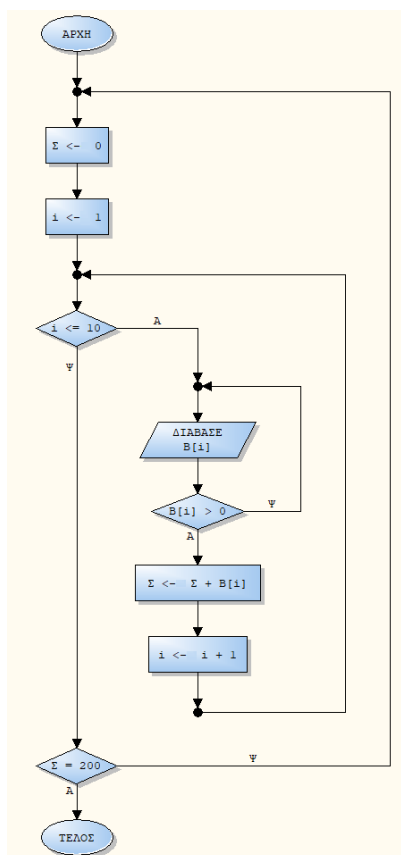 ΑΡΧΗ
Σ <- 0
i <- 1
i <= 10
Α
Ψ
ΔΙΑΒΑΣΕ
Β[i]
Β[i] > 0
Ψ
Α
Σ <- Σ + Β[i]
i <- i + 1
Σ = 200
Ψ
Α
ΤΕΛΟΣ